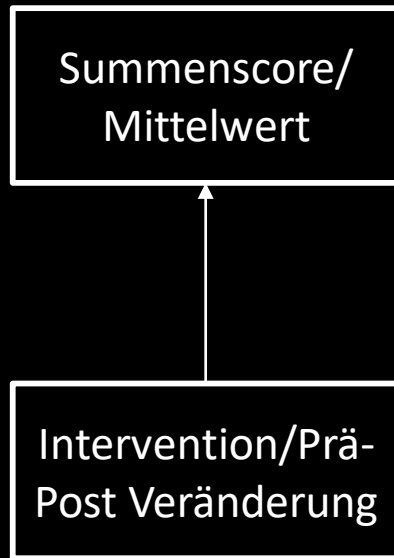 Summenscore/
Mittelwert
Intervention/Prä-
Post Veränderung